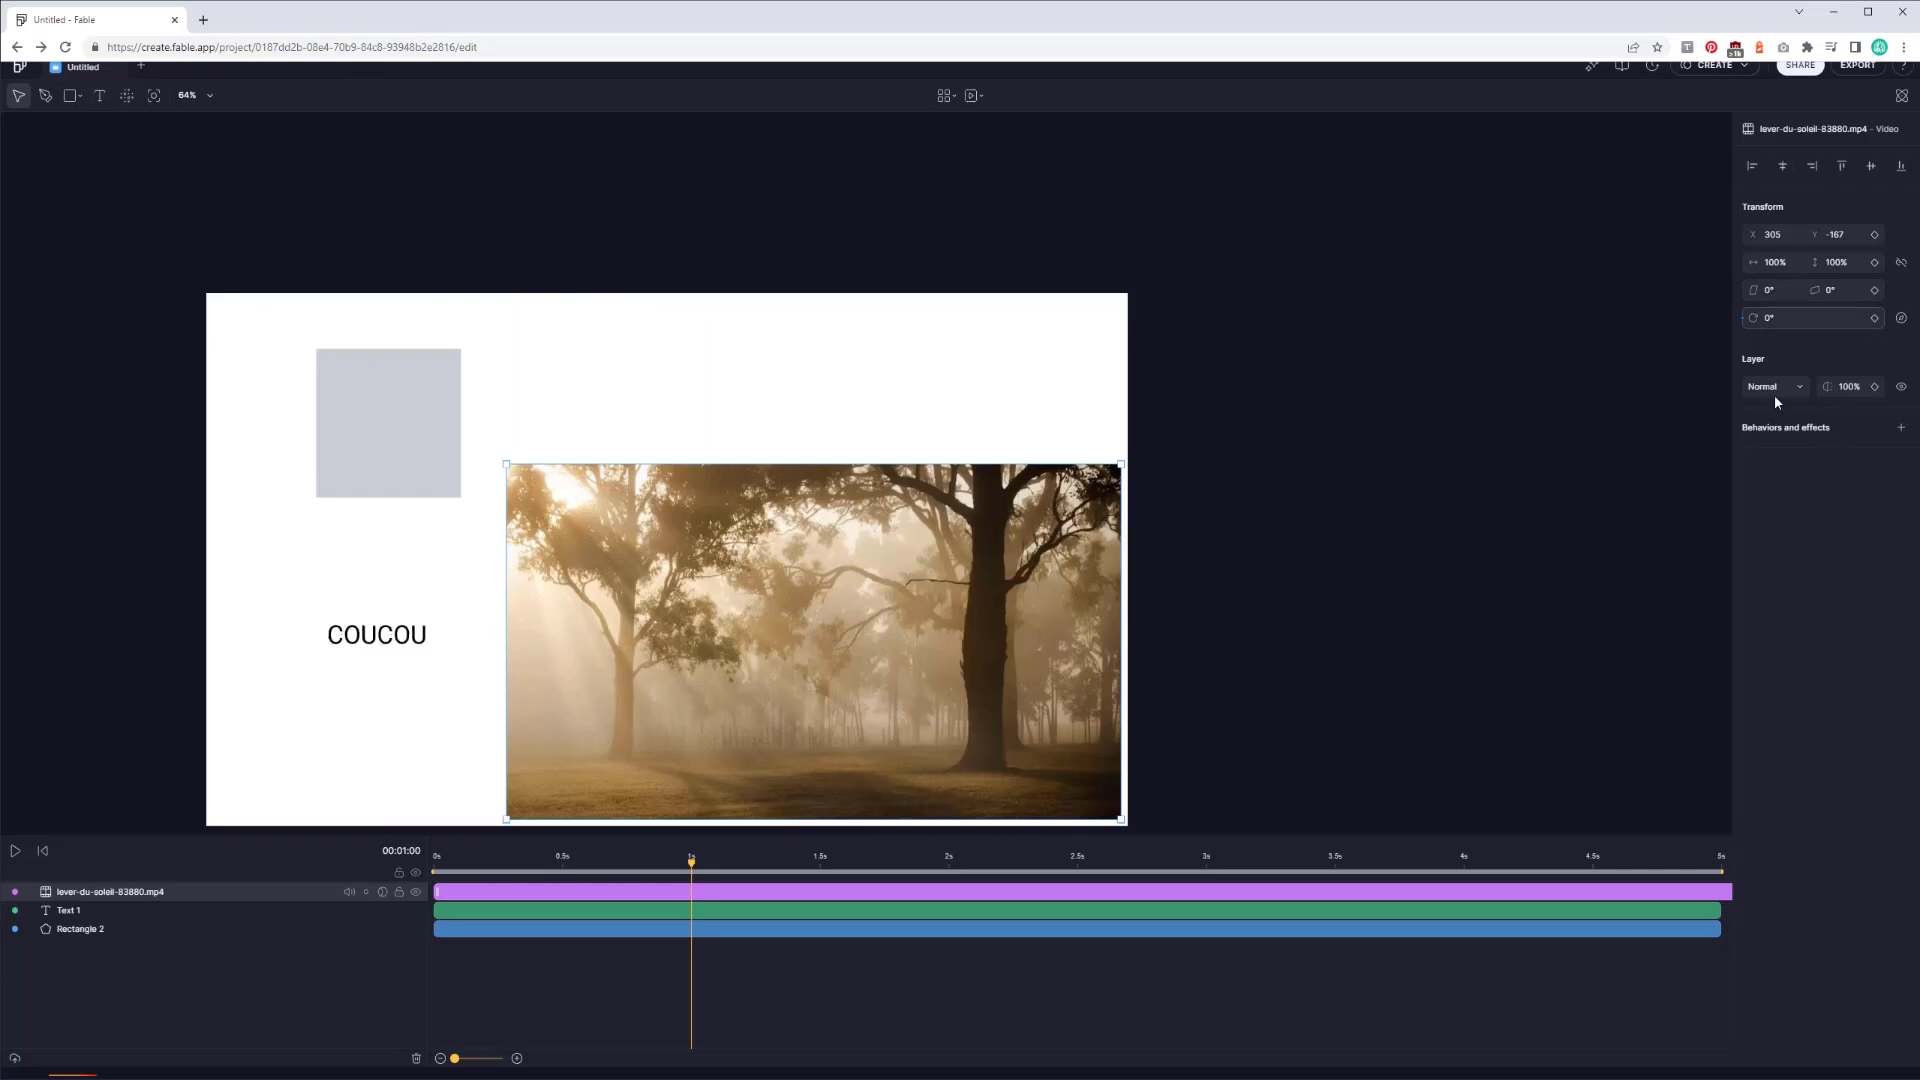 Untitled - Fable
https://create.fable.app/project/0187dd2b-08e4-70b9-84c8-93948b2e2816/edit
>1k
Untitled
CREATE
SHARE
EXPORT
64%
lever-du-soleil-83880.mp4 - Video
Transform
X 305 Y -167
100% 100%
0° 0°
0°
Layer
Normal 100%
Behaviors and effects
COUCOU
00:01:00
0s 0.5s 1s 1.5s 2s 2.5s 3s 3.5s 4s 4.5s 5s
lever-du-soleil-83880.mp4
T Text 1
Rectangle 2